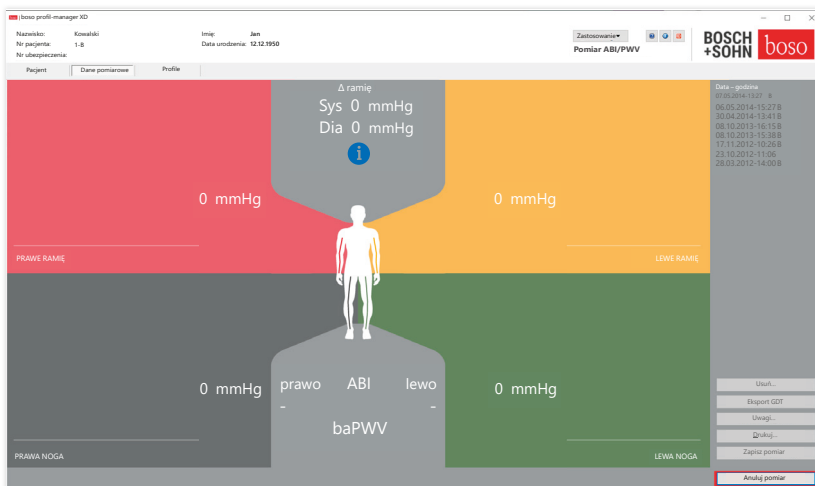 boso profil-manager XD
Nazwisko: Kowalski Imię: Jan
Nr pacjenta: 1-8 Data urodzenia: 12.12.1950
Nr ubezpieczenia:
Zastosowanie
Pomiar ABI/PWV
BOSCH
+SOHN
boso
Pacjent Dane pomiarowe Profile
Δ ramię
Sys 0 mmHg
Dia 0 mmHg
i
0 mmHg
0 mmHg
PRAWE RAMIĘ
LEWE RAMIĘ
0 mmHg
prawo ABI lewo
- -
baPWV
0 mmHg
PRAWA NOGA
LEWA NOGA
Data – godzina
07.05.2014-13:27 B
06.05.2014-15:27 B
30.04.2014-13:41 B
08.10.2013-16:15 B
08.10.2013-15:38 B
17.11.2012-10:26 B
23.10.2012-11:06
28.03.2012-14:00 B
Usuń...
Eksport GDT
Uwagi...
Drukuj...
Zapisz pomiar
Anuluj pomiar